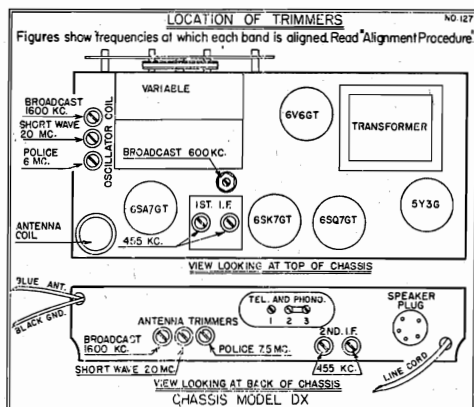 LOCATION OF TRIMMERS
NO.127
Figures show frequencies at which each band is aligned. Read "Alignment Procedure"
BROADCAST
1600 KC.
SHORT WAVE
20 MC.
POLICE
6 MC.
OSCILLATOR COIL
VARIABLE
BROADCAST 600 KC.
6V6GT
TRANSFORMER
ANTENNA
COIL
6SA7GT
1ST. I.F.
455 KC.
6SK7GT
6SQ7GT
5Y3G
VIEW LOOKING AT TOP OF CHASSIS
BLUE ANT.
BLACK GND.
TEL. AND PHONO.
1 2 3
SPEAKER
PLUG
ANTENNA TRIMMERS
BROADCAST
1600 KC.
POLICE 7.5 MC.
SHORT WAVE 20 MC.
2ND. I.F.
455 KC.
LINE CORD
VIEW LOOKING AT BACK OF CHASSIS
CHASSIS MODEL DX